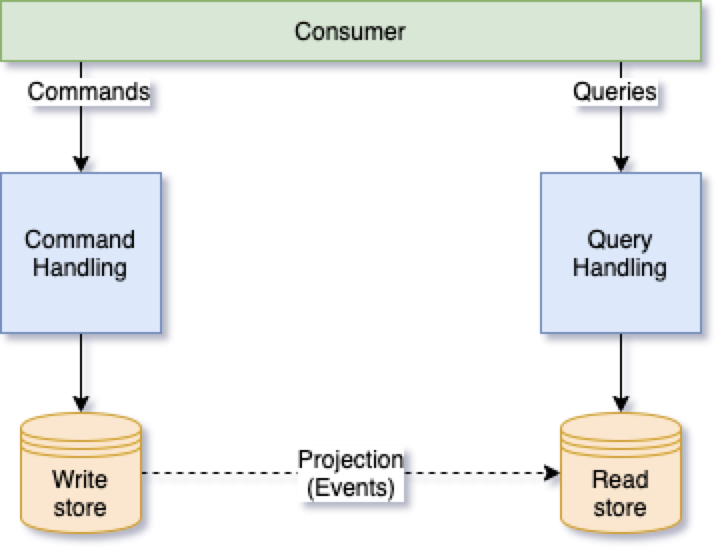 Consumer
Commands
Queries
Command
Handling
Query
Handling
Projection
(Events)
Write
store
Read
store